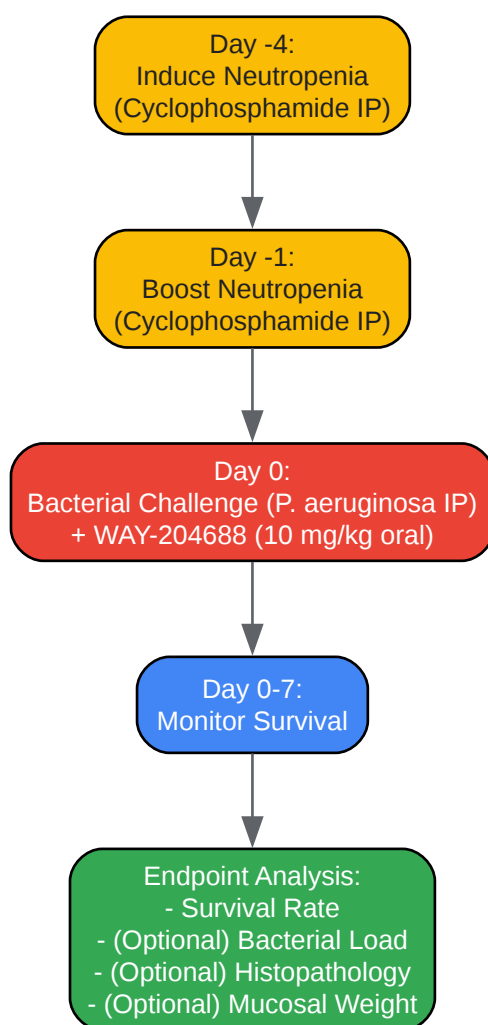 Day -4:
Induce Neutropenia
(Cyclophosphamide IP)
Day -1:
Boost Neutropenia
(Cyclophosphamide IP)
Day 0:
Bacterial Challenge (P. aeruginosa IP)
+ WAY-204688 (10 mg/kg oral)
Day 0-7:
Monitor Survival
Endpoint Analysis:
- Survival Rate
- (Optional) Bacterial Load
- (Optional) Histopathology
- (Optional) Mucosal Weight